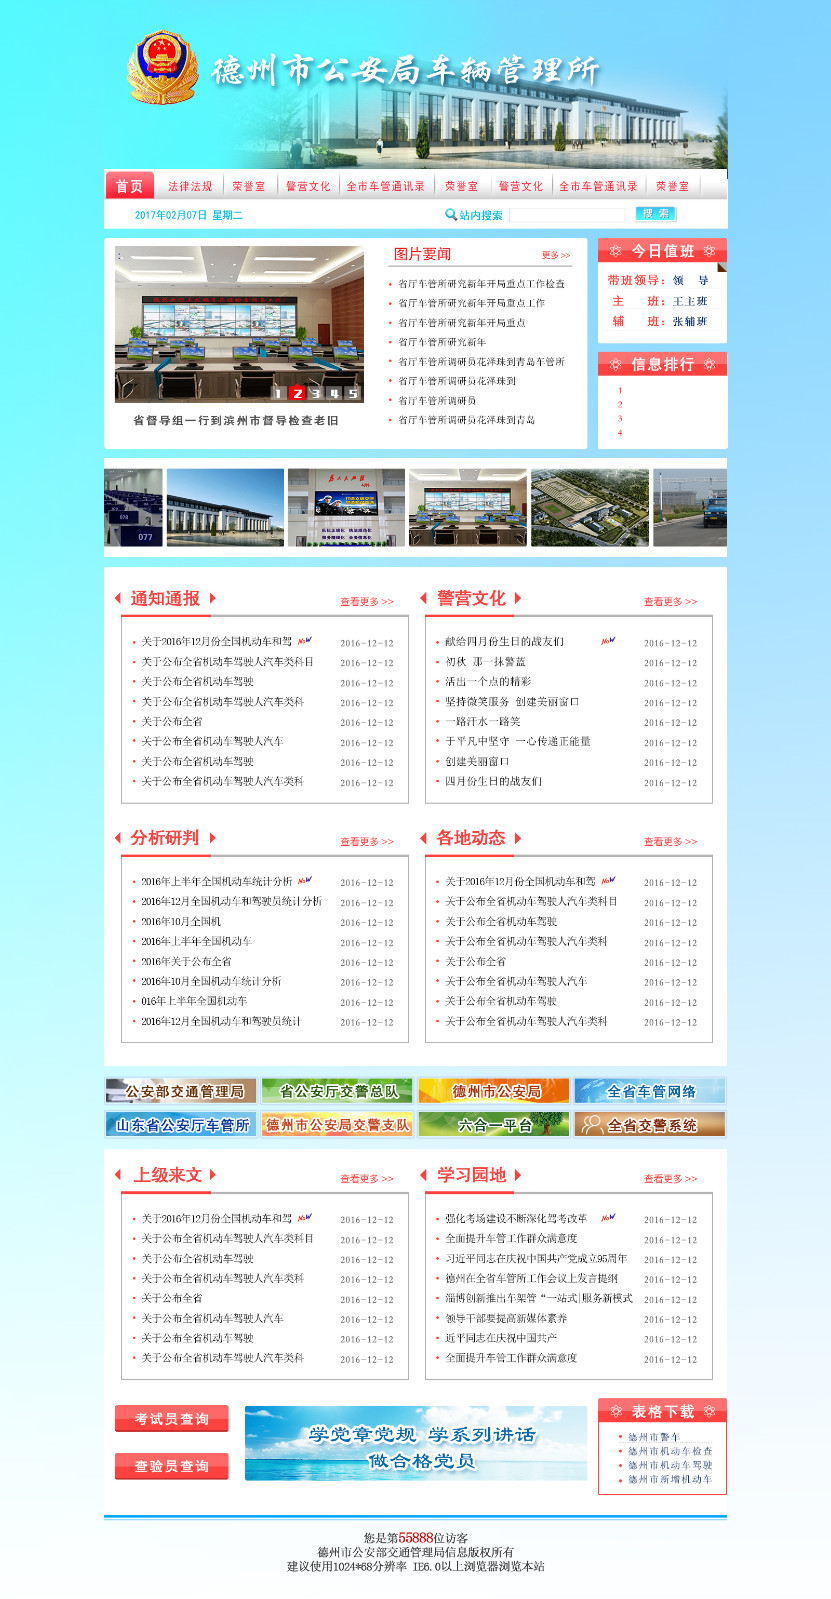 德州市公安局车辆管理所
首页 法律法规 荣誉室 警营文化 全市车管通讯录 荣誉室 警营文化 全市车管通讯录 荣誉室
2017年02月07日 星期二 站内搜索 搜 索
图片要闻 更多 >>
省厅车管所研究新年开局重点工作检查
省厅车管所研究新年开局重点工作
省厅车管所研究新年开局重点
省厅车管所研究新年
省厅车管所调研员花泽珠到青岛车管所
省厅车管所调研员花泽珠到
省厅车管所调研员
省厅车管所调研员花泽珠到青岛
1 2 3 4 5
省督导组一行到滨州市督导检查老旧
今日值班
带班领导：领 导
主 班：王主班
辅 班：张辅班
信息排行
1
2
3
4
078
077
通知通报 查看更多 >>
关于2016年12月份全国机动车和驾 New 2016-12-12
关于公布全省机动车驾驶人汽车类科目 2016-12-12
关于公布全省机动车驾驶 2016-12-12
关于公布全省机动车驾驶人汽车类科 2016-12-12
关于公布全省 2016-12-12
关于公布全省机动车驾驶人汽车 2016-12-12
关于公布全省机动车驾驶 2016-12-12
关于公布全省机动车驾驶人汽车类科 2016-12-12
警营文化 查看更多 >>
献给四月份生日的战友们 New 2016-12-12
初秋 那一抹警蓝 2016-12-12
活出一个点的精彩 2016-12-12
坚持微笑服务 创建美丽窗口 2016-12-12
一路汗水一路笑 2016-12-12
于平凡中坚守 一心传递正能量 2016-12-12
创建美丽窗口 2016-12-12
四月份生日的战友们 2016-12-12
分析研判 查看更多 >>
2016年上半年全国机动车统计分析 New 2016-12-12
2016年12月全国机动车和驾驶员统计分析 2016-12-12
2016年10月全国机 2016-12-12
2016年上半年全国机动车 2016-12-12
2016年关于公布全省 2016-12-12
2016年10月全国机动车统计分析 2016-12-12
016年上半年全国机动车 2016-12-12
2016年12月全国机动车和驾驶员统计 2016-12-12
各地动态 查看更多 >>
关于2016年12月份全国机动车和驾 New 2016-12-12
关于公布全省机动车驾驶人汽车类科目 2016-12-12
关于公布全省机动车驾驶 2016-12-12
关于公布全省机动车驾驶人汽车类科 2016-12-12
关于公布全省 2016-12-12
关于公布全省机动车驾驶人汽车 2016-12-12
关于公布全省机动车驾驶 2016-12-12
关于公布全省机动车驾驶人汽车类科 2016-12-12
公安部交通管理局 省公安厅交警总队 德州市公安局 全省车管网络
山东省公安厅车管所 德州市公安局交警支队 六合一平台 全省交警系统
上级来文 查看更多 >>
关于2016年12月份全国机动车和驾 New 2016-12-12
关于公布全省机动车驾驶人汽车类科目 2016-12-12
关于公布全省机动车驾驶 2016-12-12
关于公布全省机动车驾驶人汽车类科 2016-12-12
关于公布全省 2016-12-12
关于公布全省机动车驾驶人汽车 2016-12-12
关于公布全省机动车驾驶 2016-12-12
关于公布全省机动车驾驶人汽车类科 2016-12-12
学习园地 查看更多 >>
强化考场建设不断深化驾考改革 New 2016-12-12
全面提升车管工作群众满意度 2016-12-12
习近平同志在庆祝中国共产党成立95周年 2016-12-12
德州在全省车管所工作会议上发言提纲 2016-12-12
淄博创新推出车架管“一站式|服务新模式 2016-12-12
领导干部要提高新媒体素养 2016-12-12
近平同志在庆祝中国共产 2016-12-12
全面提升车管工作群众满意度 2016-12-12
考试员查询
查验员查询
学党章党规 学系列讲话
做合格党员
表格下载
德州市警车
德州市机动车检查
德州市机动车驾驶
德州市新增机动车
您是第55888位访客
德州市公安部交通管理局信息版权所有
建议使用1024*68分辨率 IE6.0以上浏览器浏览本站